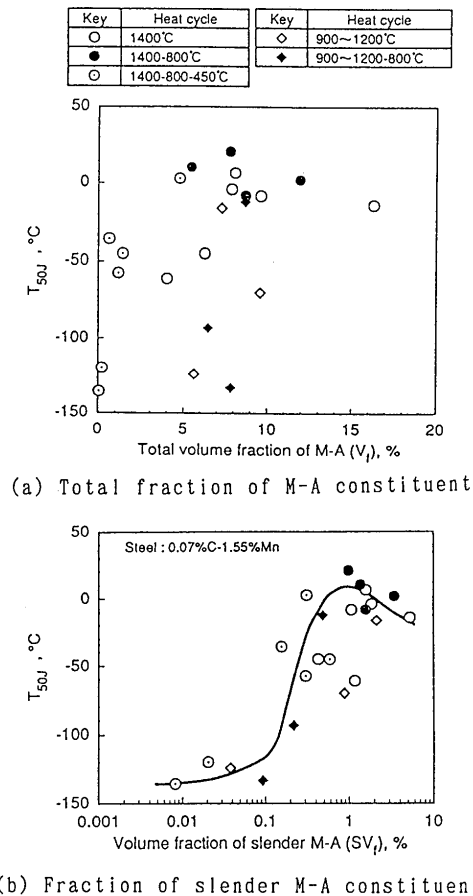 Key Heat cycle Key Heat cycle
○ 1400℃ ◇ 900~1200℃
● 1400-800℃ ◆ 900~1200-800℃
⊙ 1400-800-450℃
50
0
-50
-100
-150
T50J , °C
0 5 10 15 20
Total volume fraction of M-A (Vf), %
(a) Total fraction of M-A constituent
Steel : 0.07%C-1.55%Mn
50
0
-50
-100
-150
T50J , °C
0.001 0.01 0.1 1 10
Volume fraction of slender M-A (SVf), %
(b) Fraction of slender M-A constituen